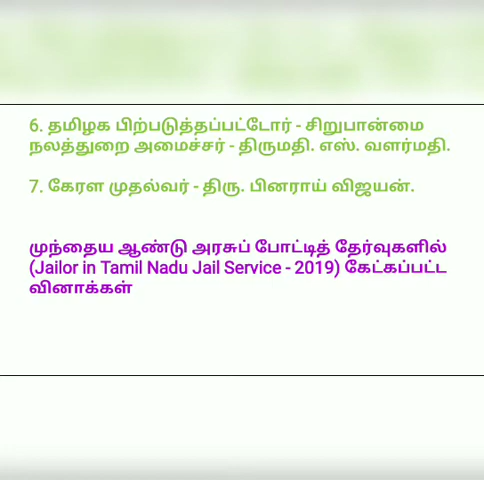 6. தமிழக பிற்படுத்தப்பட்டோர் - சிறுபான்மை
நலத்துறை அமைச்சர் - திருமதி. எஸ். வளர்மதி.
7. கேரள முதல்வர் - திரு. பினராய் விஜயன்.
முந்தைய ஆண்டு அரசுப் போட்டித் தேர்வுகளில்
(Jailor in Tamil Nadu Jail Service - 2019) கேட்கப்பட்ட
வினாக்கள்